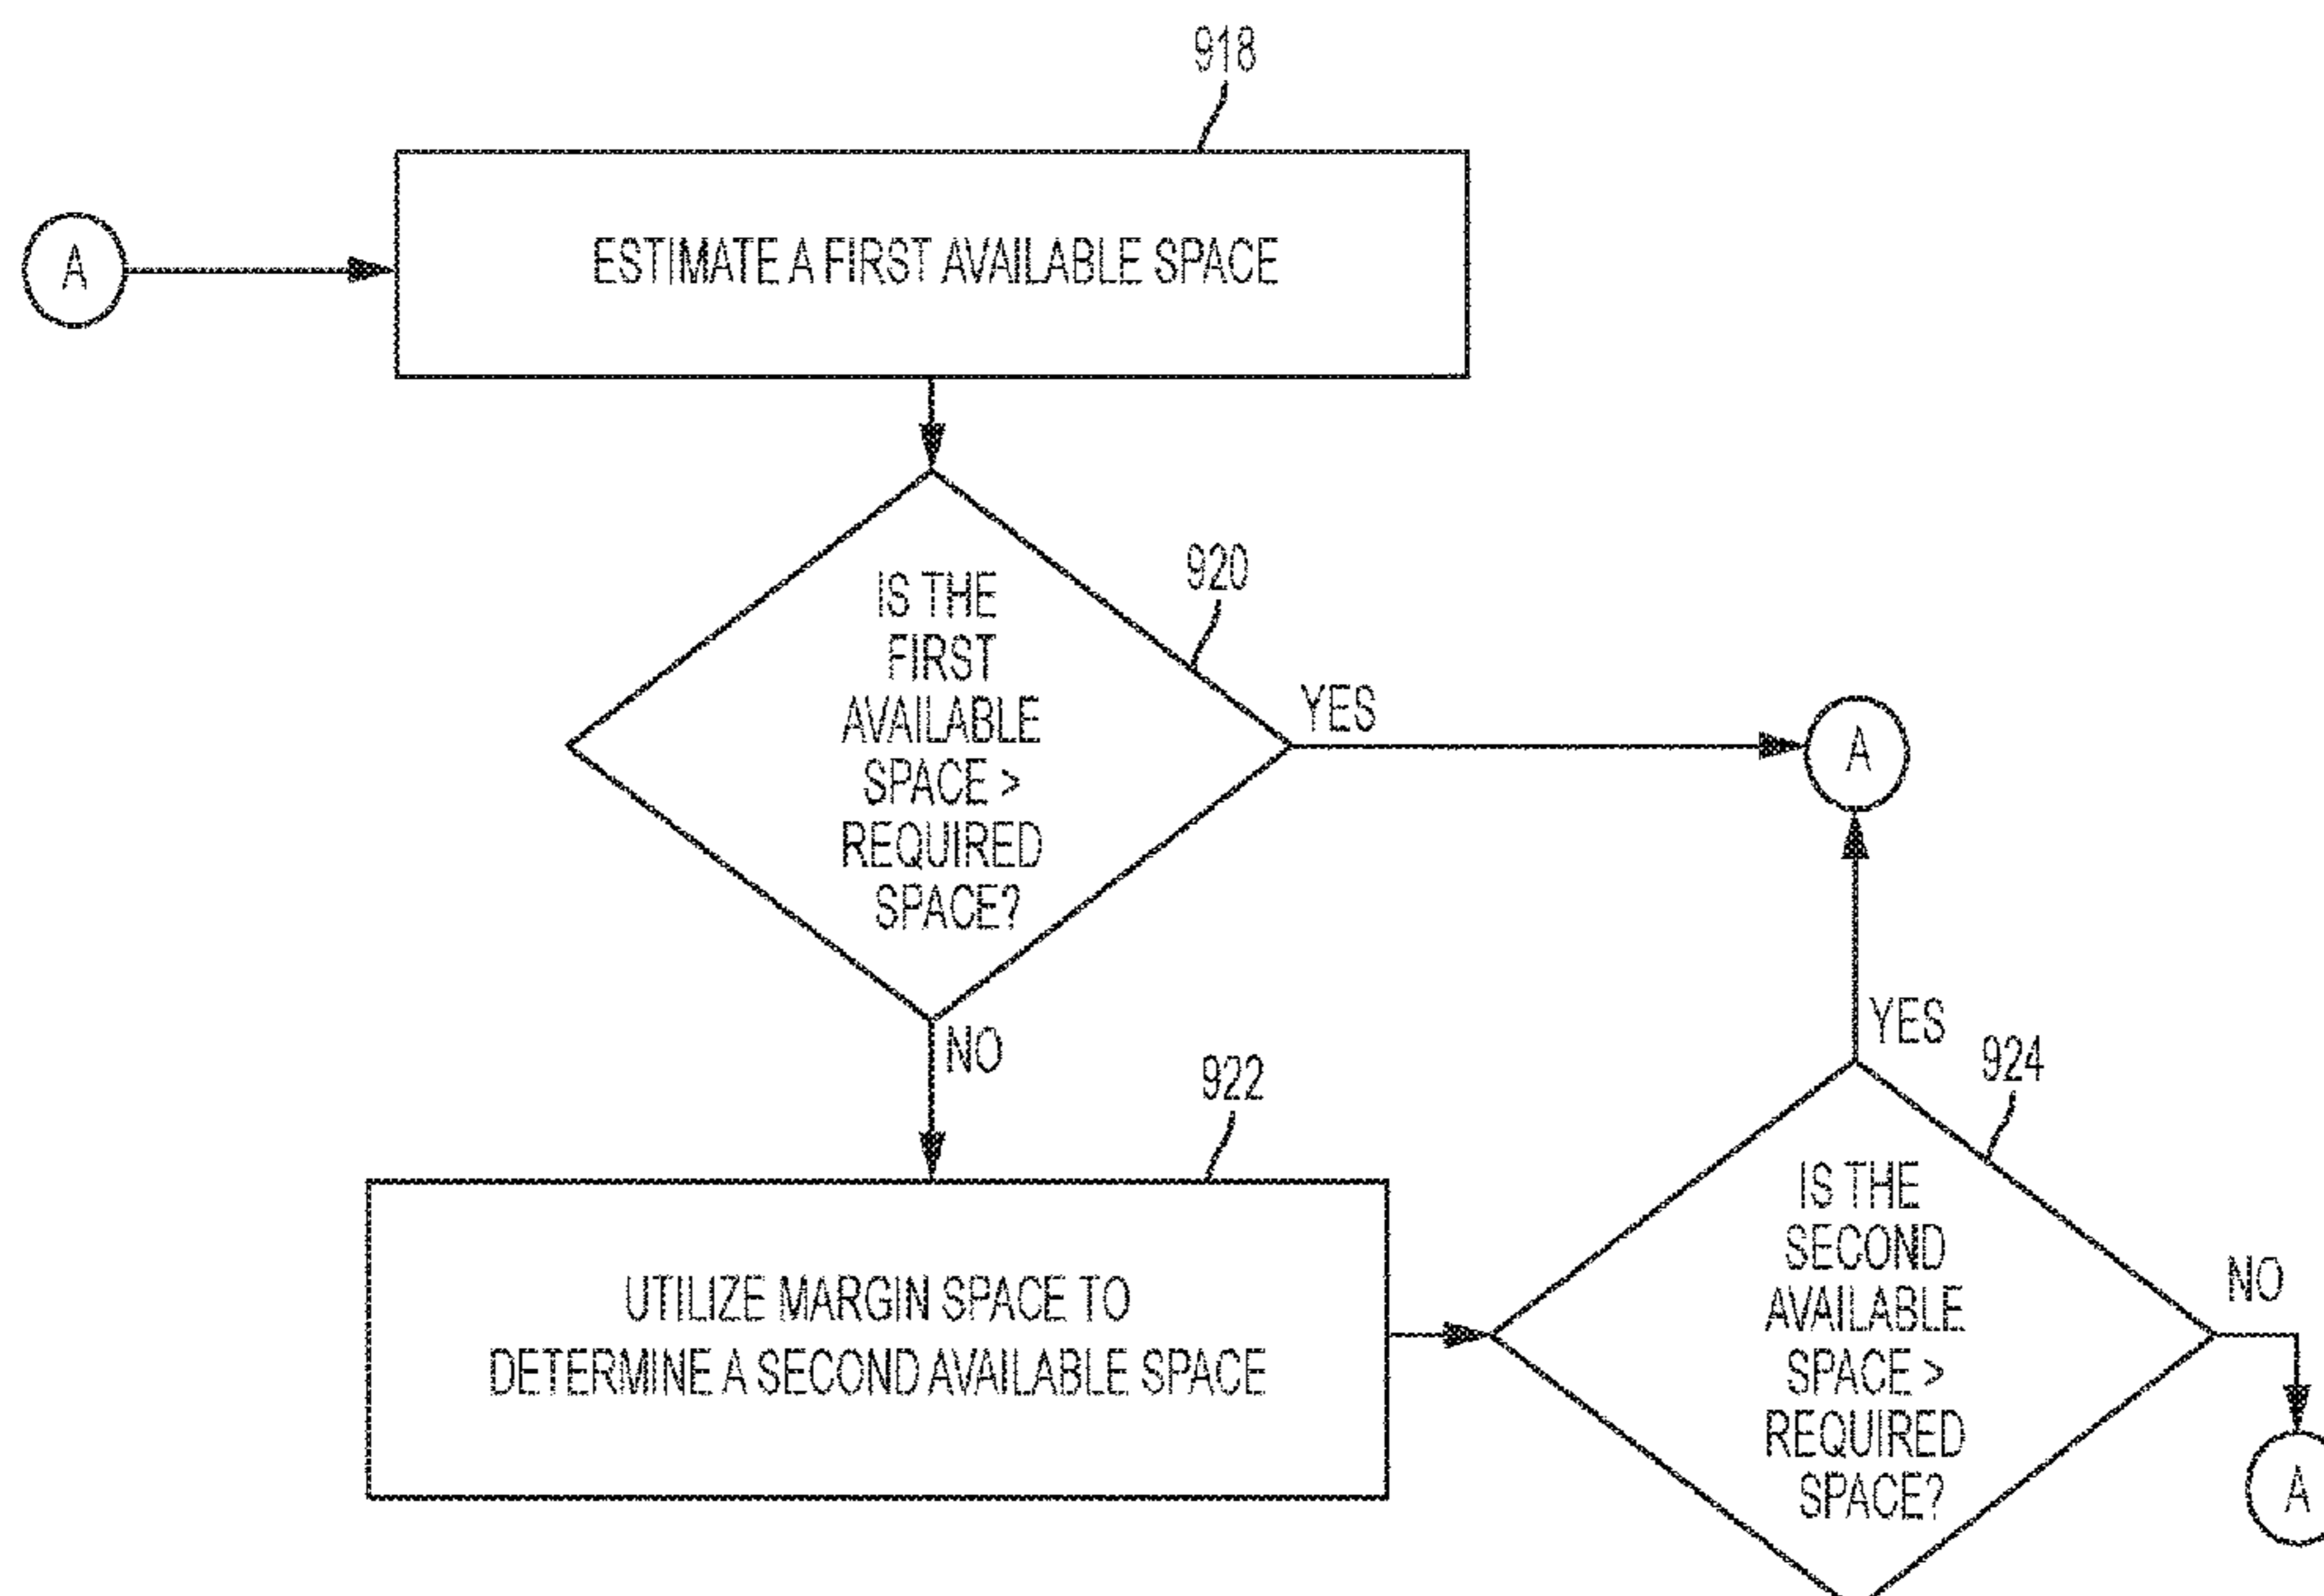 918
A
ESTIMATE A FIRST AVAILABLE SPACE
920
IS THE
FIRST
AVAILABLE
SPACE >
REQUIRED
SPACE?
YES
A
NO
922
UTILIZE MARGIN SPACE TO
DETERMINE A SECOND AVAILABLE SPACE
YES
924
IS THE
SECOND
AVAILABLE
SPACE >
REQUIRED
SPACE?
NO
A